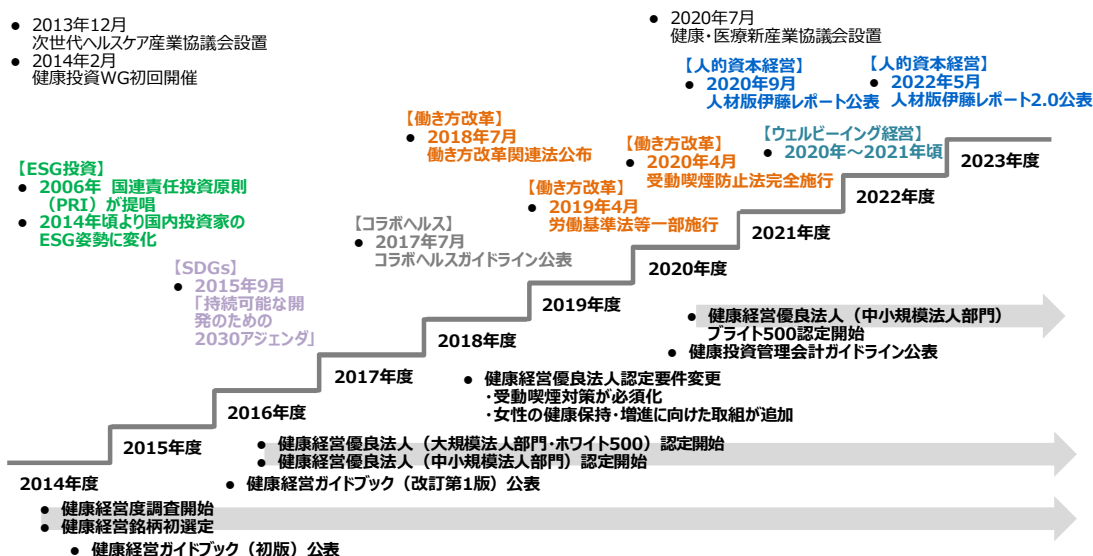 ● 2013年12月
次世代ヘルスケア産業協議会設置
● 2014年2月
健康投資WG初回開催
● 2020年7月
健康・医療新産業協議会設置
【人的資本経営】
● 2020年9月
人材版伊藤レポート公表
【人的資本経営】
● 2022年5月
人材版伊藤レポート2.0公表
【働き方改革】
● 2018年7月
働き方改革関連法公布
【働き方改革】
● 2020年4月
受動喫煙防止法完全施行
【ウェルビーイング経営】
● 2020年～2021年頃
【ESG投資】
● 2006年 国連責任投資原則
（PRI）が提唱
● 2014年頃より国内投資家の
ESG姿勢に変化
【働き方改革】
● 2019年4月
労働基準法等一部施行
【コラボヘルス】
● 2017年7月
コラボヘルスガイドライン公表
【SDGs】
● 2015年9月
「持続可能な開
発のための
2030アジェンダ」
2023年度
2022年度
2021年度
2020年度
2019年度
2018年度
2017年度
2016年度
2015年度
2014年度
● 健康経営優良法人（中小規模法人部門）
ブライト500認定開始
● 健康投資管理会計ガイドライン公表
● 健康経営優良法人認定要件変更
・受動喫煙対策が必須化
・女性の健康保持・増進に向けた取組が追加
● 健康経営優良法人（大規模法人部門・ホワイト500）認定開始
● 健康経営優良法人（中小規模法人部門）認定開始
● 健康経営ガイドブック（改訂第1版）公表
● 健康経営度調査開始
● 健康経営銘柄初選定
● 健康経営ガイドブック（初版）公表